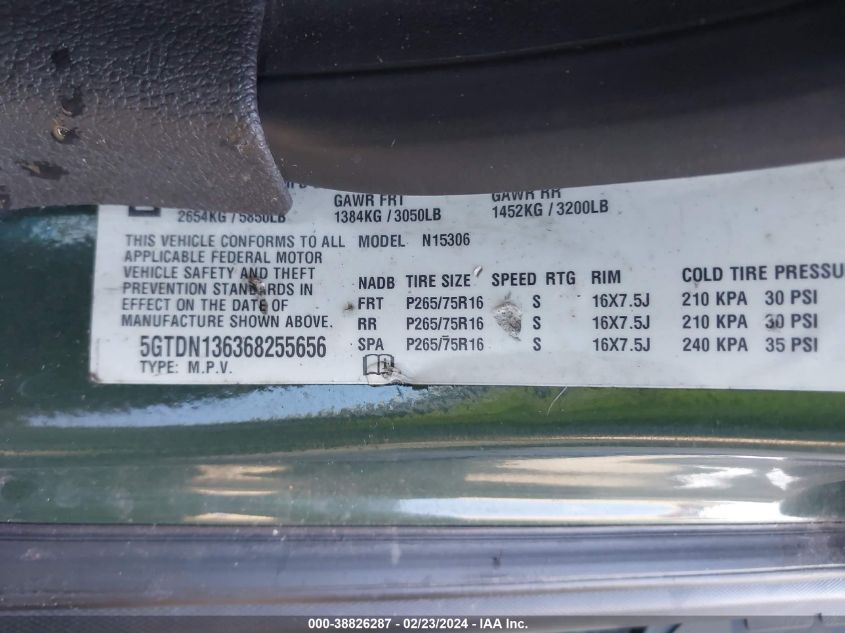 GAWR FRT GAWR RR
2654KG / 5850LB 1384KG / 3050LB 1452KG / 3200LB
THIS VEHICLE CONFORMS TO ALL MODEL N15306
APPLICABLE FEDERAL MOTOR
VEHICLE SAFETY AND THEFT
PREVENTION STANDARDS IN
EFFECT ON THE DATE OF
MANUFACTURE SHOWN ABOVE.
5GTDN136368255656
TYPE: M.P.V.
NADB TIRE SIZE SPEED RTG RIM COLD TIRE PRESSU
FRT P265/75R16 S 16X7.5J 210 KPA 30 PSI
RR P265/75R16 S 16X7.5J 210 KPA 30 PSI
SPA P265/75R16 S 16X7.5J 240 KPA 35 PSI
000-38826287 - 02/23/2024 - IAA Inc.